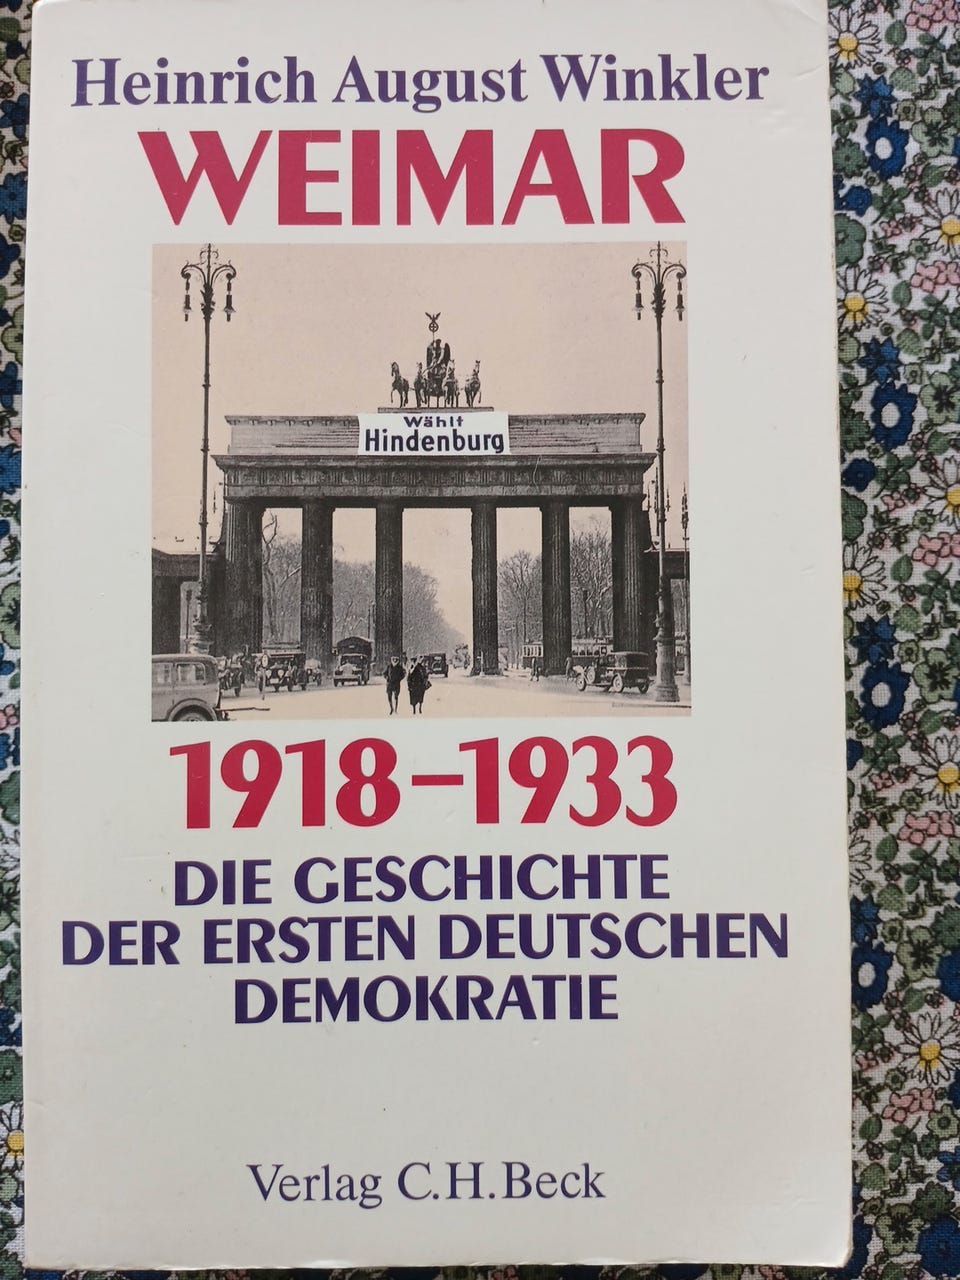 Heinrich August Winkler
WEIMAR
Wählt
Hindenburg
1918–1933
DIE GESCHICHTE
DER ERSTEN DEUTSCHEN
DEMOKRATIE
Verlag C.H.Beck